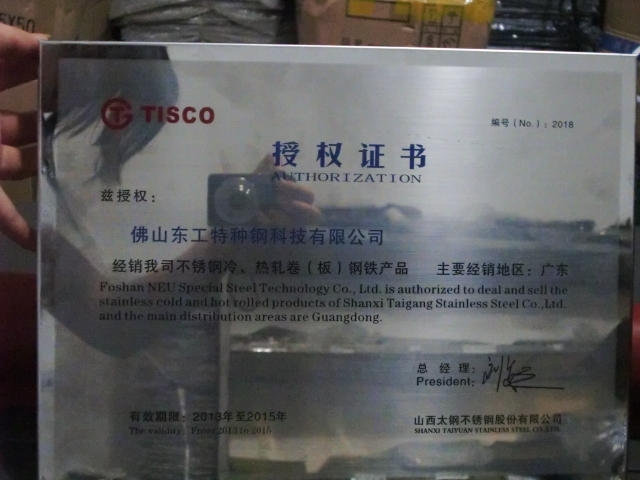 TISCO
编号(No.):2018
授权证书
AUTHORIZATION
兹授权:
佛山东工特种钢科技有限公司
经销我司不锈钢冷、热轧卷(板)钢铁产品 主要经销地区:广东
Foshan NEU Special Steel Technology Co., Ltd. is authorized to deal and sell the
stainless cold and hot rolled products of Shanxi Taigang Stainless Steel Co.,Ltd.
and the main distribution areas are Guangdong.
总经理:
President:
有效期限:2013年至2015年
The validity: From 2013 to 2015
山西太钢不锈钢股份有限公司
SHANXI TAIYUAN STAINLESS STEEL CO.LTD.